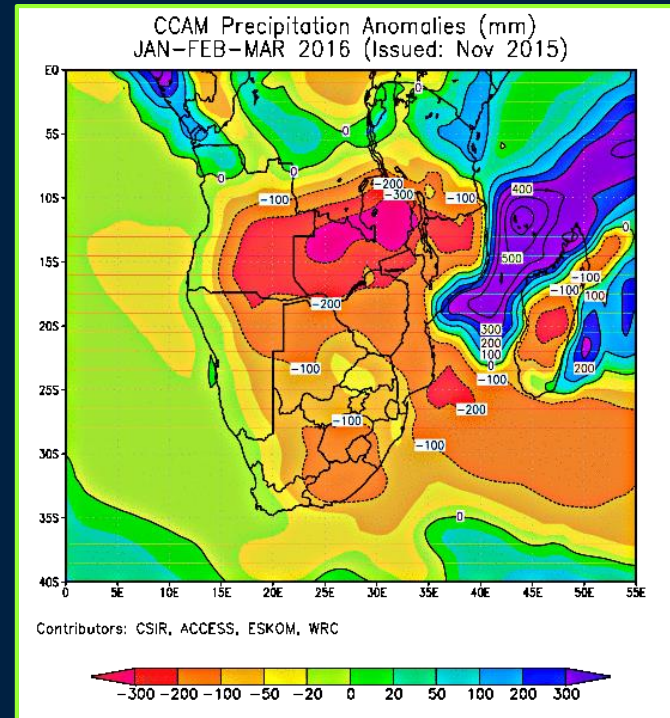 CCAM Precipitation Anomalies (mm)
JAN-FEB-MAR 2016 (Issued: Nov 2015)
EQ
0
0
5S
0
0
-200
-100
-300
-100
10S
400
0
15S
500
-100
-100
100
-200
20S
300
200
100
0
200
-100
-100
25S
-200
-100
-100
30S
35S
0
40S
0 5E 10E 15E 20E 25E 30E 35E 40E 45E 50E 55E
Contributors: CSIR, ACCESS, ESKOM, WRC
-300 -200 -100 -50 -20 0 20 50 100 200 300